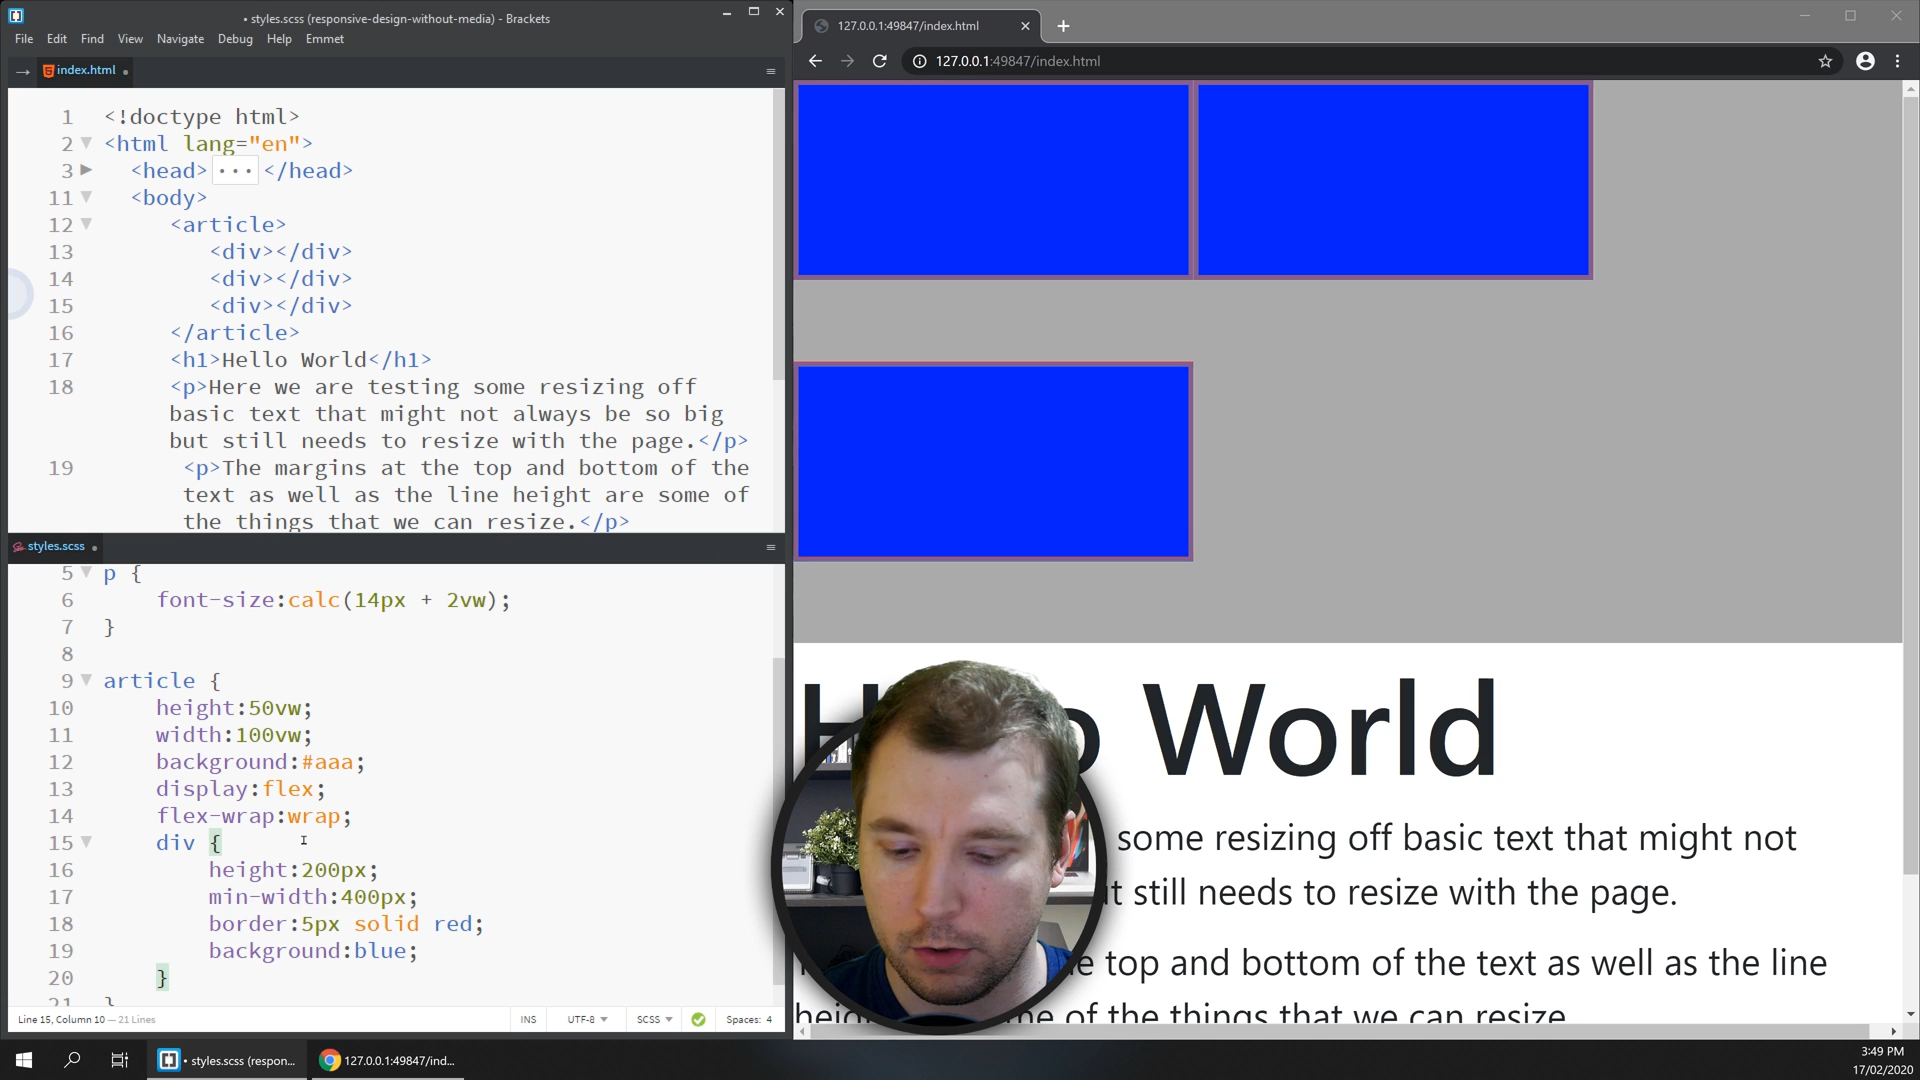 • styles.scss (responsive-design-without-media) - Brackets
File Edit Find View Navigate Debug Help Emmet
index.html
1 <!doctype html>
2 <html lang="en">
3 <head> ... </head>
11 <body>
12 <article>
13 <div></div>
14 <div></div>
15 <div></div>
16 </article>
17 <h1>Hello World</h1>
18 <p>Here we are testing some resizing off
basic text that might not always be so big
but still needs to resize with the page.</p>
19 <p>The margins at the top and bottom of the
text as well as the line height are some of
the things that we can resize.</p>
styles.scss
5 p {
6 font-size:calc(14px + 2vw);
7 }
8
9 article {
10 height:50vw;
11 width:100vw;
12 background:#aaa;
13 display:flex;
14 flex-wrap:wrap;
15 div {
16 height:200px;
17 min-width:400px;
18 border:5px solid red;
19 background:blue;
20 }
21 }
Line 15, Column 10 — 21 Lines
INS UTF-8 SCSS Spaces: 4
127.0.0.1:49847/index.html
127.0.0.1:49847/index.html
World
some resizing off basic text that might not
still needs to resize with the page.
top and bottom of the text as well as the line
of the things that we can resize
• styles.scss (respon...
127.0.0.1:49847/ind...
3:49 PM
17/02/2020